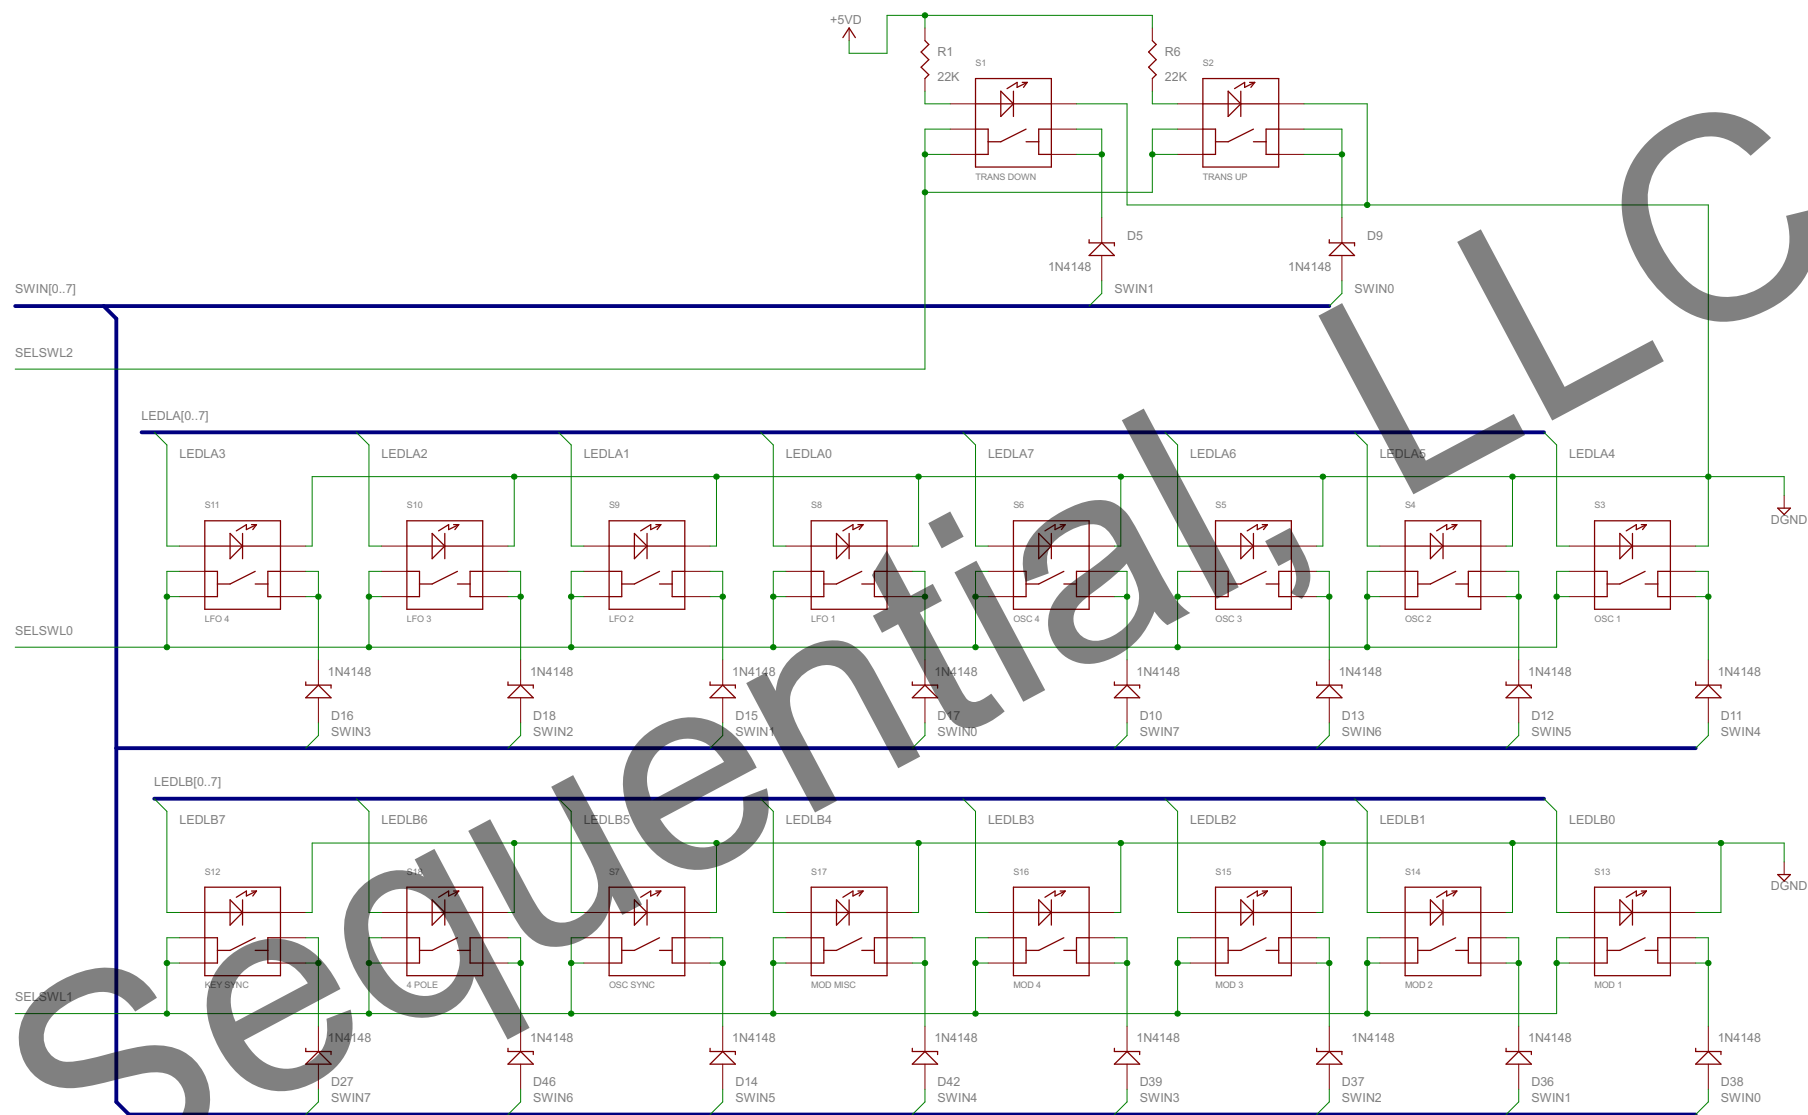 +5VD
R1
R6
S1
S2
22K
22K
TRANS DOWN
TRANS UP
D5
D9
1N4148
1N4148
SWIN[0..7]
SWIN1
SWIN0
SELSWL2
LEDLA[0..7]
LEDLA3
LEDLA2
LEDLA1
LEDLA0
LEDLA7
LEDLA6
LEDLA5
LEDLA4
S11
S10
S9
S8
S6
S5
S4
S3
DGND
LFO 4
LFO 3
LFO 2
LFO 1
OSC 4
OSC 3
OSC 2
OSC 1
SELSWL0
1N4148
1N4148
1N4148
1N4148
1N4148
1N4148
1N4148
1N4148
D16
D18
D15
D17
D10
D13
D12
D11
SWIN3
SWIN2
SWIN1
SWIN0
SWIN7
SWIN6
SWIN5
SWIN4
LEDLB[0..7]
LEDLB7
LEDLB6
LEDLB5
LEDLB4
LEDLB3
LEDLB2
LEDLB1
LEDLB0
S12
S7
S17
S16
S15
S14
S13
DGND
KEY SYNC
4 POLE
OSC SYNC
MOD MISC
MOD 4
MOD 3
MOD 2
MOD 1
SELSWL1
1N4148
1N4148
1N4148
1N4148
1N4148
1N4148
1N4148
1N4148
D27
D46
D14
D42
D39
D37
D36
D38
SWIN7
SWIN6
SWIN5
SWIN4
SWIN3
SWIN2
SWIN1
SWIN0
Sequential, LLC